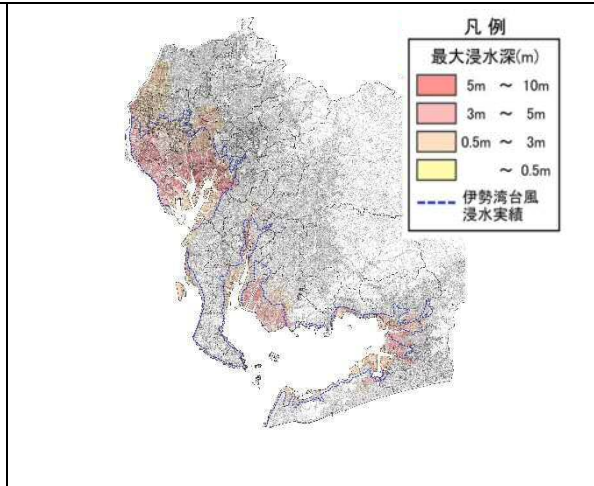 凡例
最大浸水深(m)
5m ～ 10m
3m ～ 5m
0.5m ～ 3m
～ 0.5m
伊勢湾台風
浸水実績